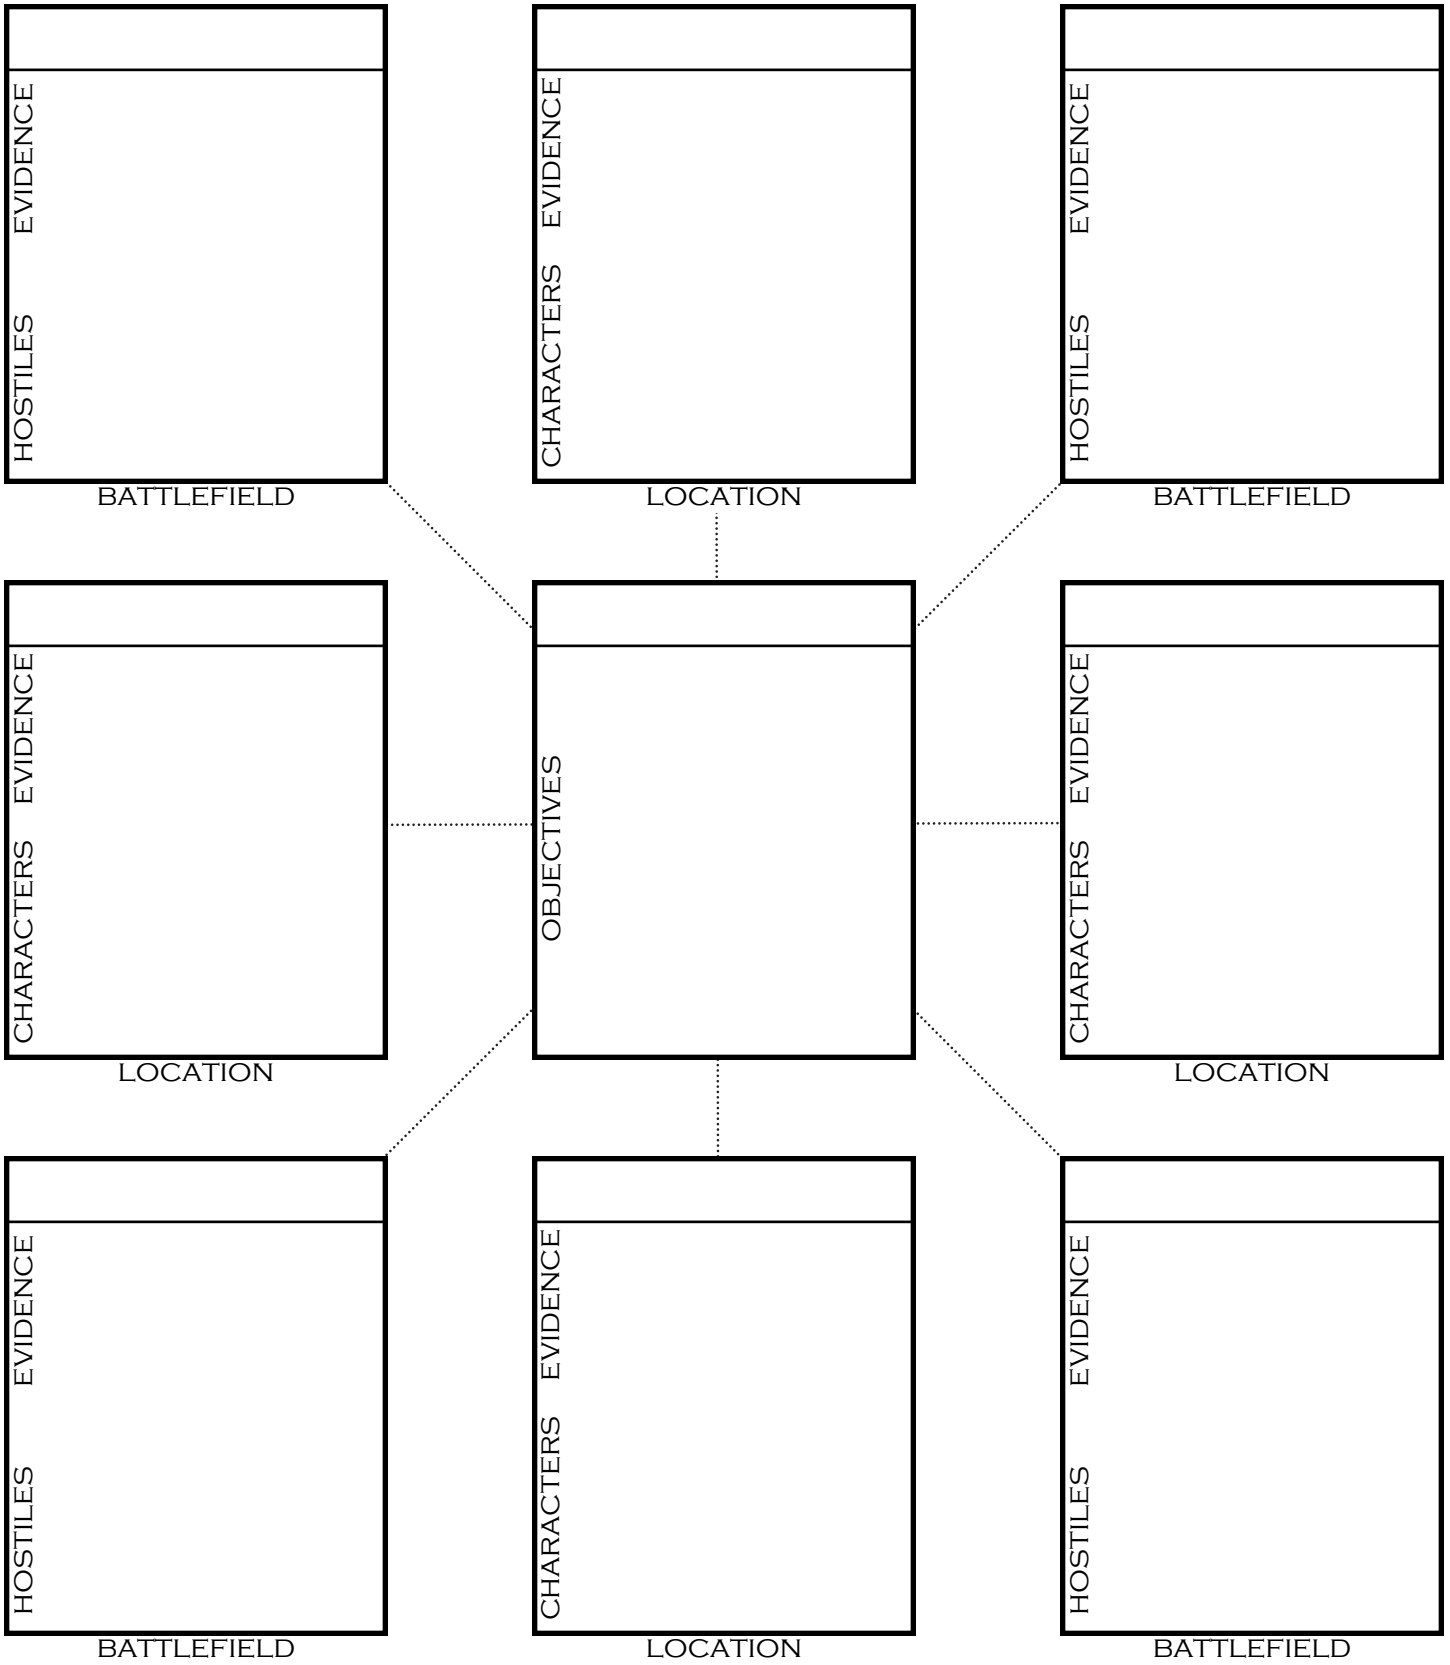 EVIDENCE
HOSTILES
BATTLEFIELD
EVIDENCE
CHARACTERS
LOCATION
EVIDENCE
HOSTILES
BATTLEFIELD
EVIDENCE
CHARACTERS
LOCATION
OBJECTIVES
EVIDENCE
CHARACTERS
LOCATION
EVIDENCE
HOSTILES
BATTLEFIELD
EVIDENCE
CHARACTERS
LOCATION
EVIDENCE
HOSTILES
BATTLEFIELD